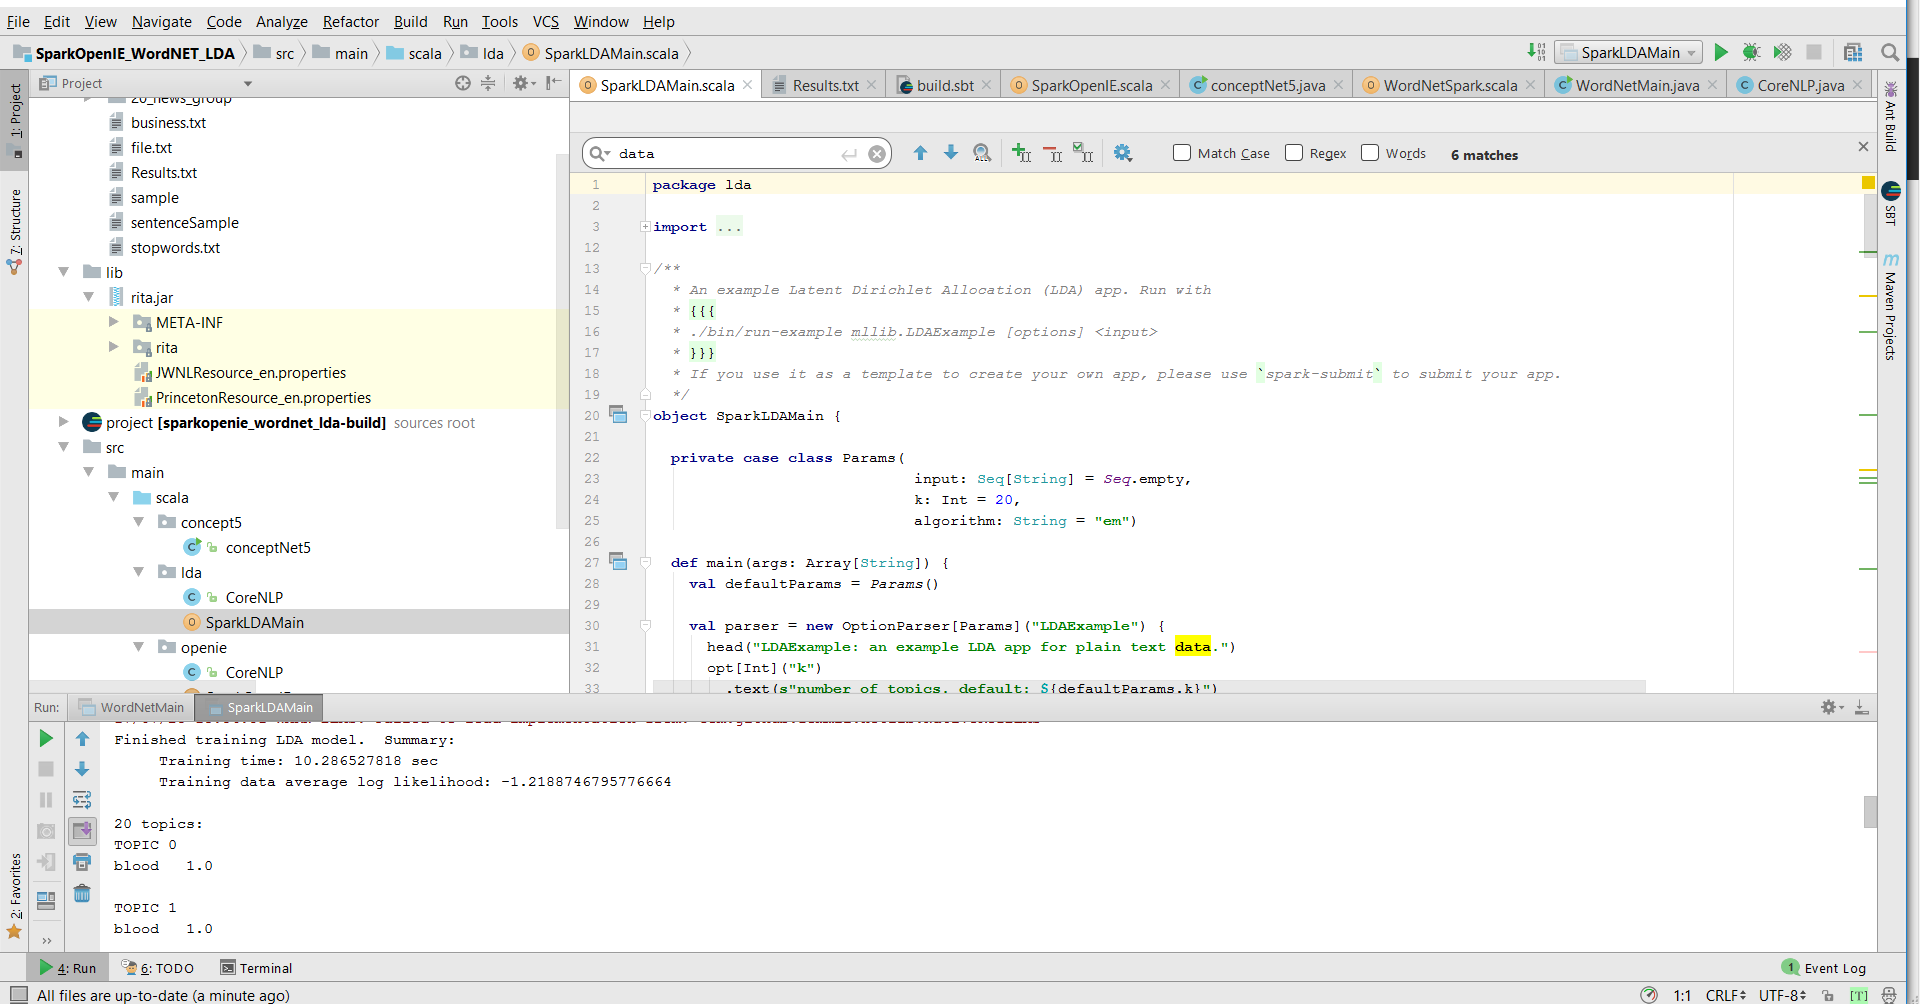 File Edit View Navigate Code Analyze Refactor Build Run Tools VCS Window Help
SparkOpenIE_WordNET_LDA src main scala lda SparkLDAMain.scala
SparkLDAMain
Project
SparkLDAMain.scala Results.txt build.sbt SparkOpenIE.scala conceptNet5.java WordNetSpark.scala WordNetMain.java CoreNLP.java
1: Project
7: Structure
2: Favorites
Ant Build
SBT
Maven Projects
20_news_group
business.txt
file.txt
Results.txt
sample
sentenceSample
stopwords.txt
lib
rita.jar
META-INF
rita
JWNLResource_en.properties
PrincetonResource_en.properties
project [sparkopenie_wordnet_lda-build] sources root
src
main
scala
concept5
conceptNet5
lda
CoreNLP
SparkLDAMain
openie
CoreNLP
data Match Case Regex Words 6 matches
1 package lda
2
3 import ...
12
13 /**
14 * An example Latent Dirichlet Allocation (LDA) app. Run with
15 * {{{
16 * ./bin/run-example mllib.LDAExample [options] <input>
17 * }}}
18 * If you use it as a template to create your own app, please use `spark-submit` to submit your app.
19 */
20 object SparkLDAMain {
21
22 private case class Params(
23 input: Seq[String] = Seq.empty,
24 k: Int = 20,
25 algorithm: String = "em")
26
27 def main(args: Array[String]) {
28 val defaultParams = Params()
29
30 val parser = new OptionParser[Params]("LDAExample") {
31 head("LDAExample: an example LDA app for plain text data.")
32 opt[Int]("k")
33 .text(s"number of topics. default: ${defaultParams.k}")
Run: WordNetMain SparkLDAMain
Finished training LDA model.  Summary:
Training time: 10.286527818 sec
Training data average log likelihood: -1.2188746795776664
20 topics:
TOPIC 0
blood 1.0
TOPIC 1
blood 1.0
4: Run 6: TODO Terminal 1 Event Log
All files are up-to-date (a minute ago) 1:1 CRLF UTF-8 [T]